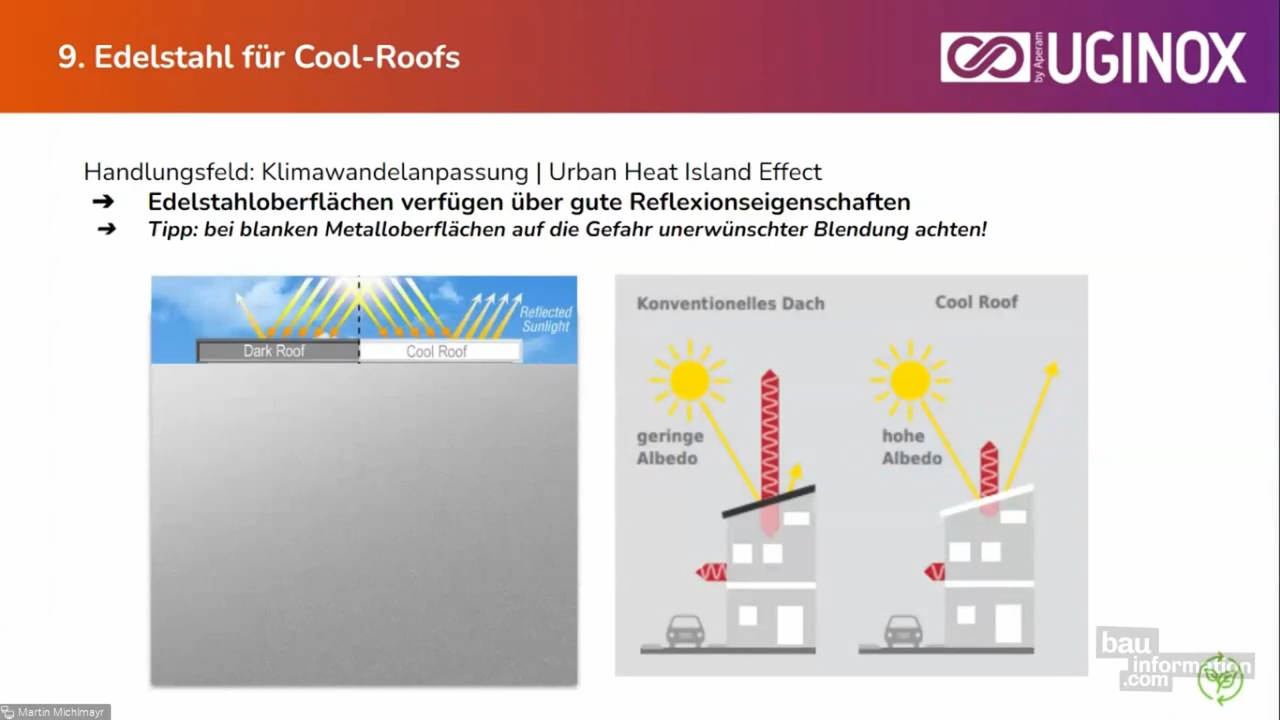 9. Edelstahl für Cool-Roofs
by Aperam
UGINOX
Handlungsfeld: Klimawandelanpassung | Urban Heat Island Effect
➔ Edelstahloberflächen verfügen über gute Reflexionseigenschaften
➔ Tipp: bei blanken Metalloberflächen auf die Gefahr unerwünschter Blendung achten!
Reflected
Sunlight
Dark Roof
Cool Roof
Konventionelles Dach
Cool Roof
geringe
Albedo
hohe
Albedo
bau
information
.com
Martin Michlmayr